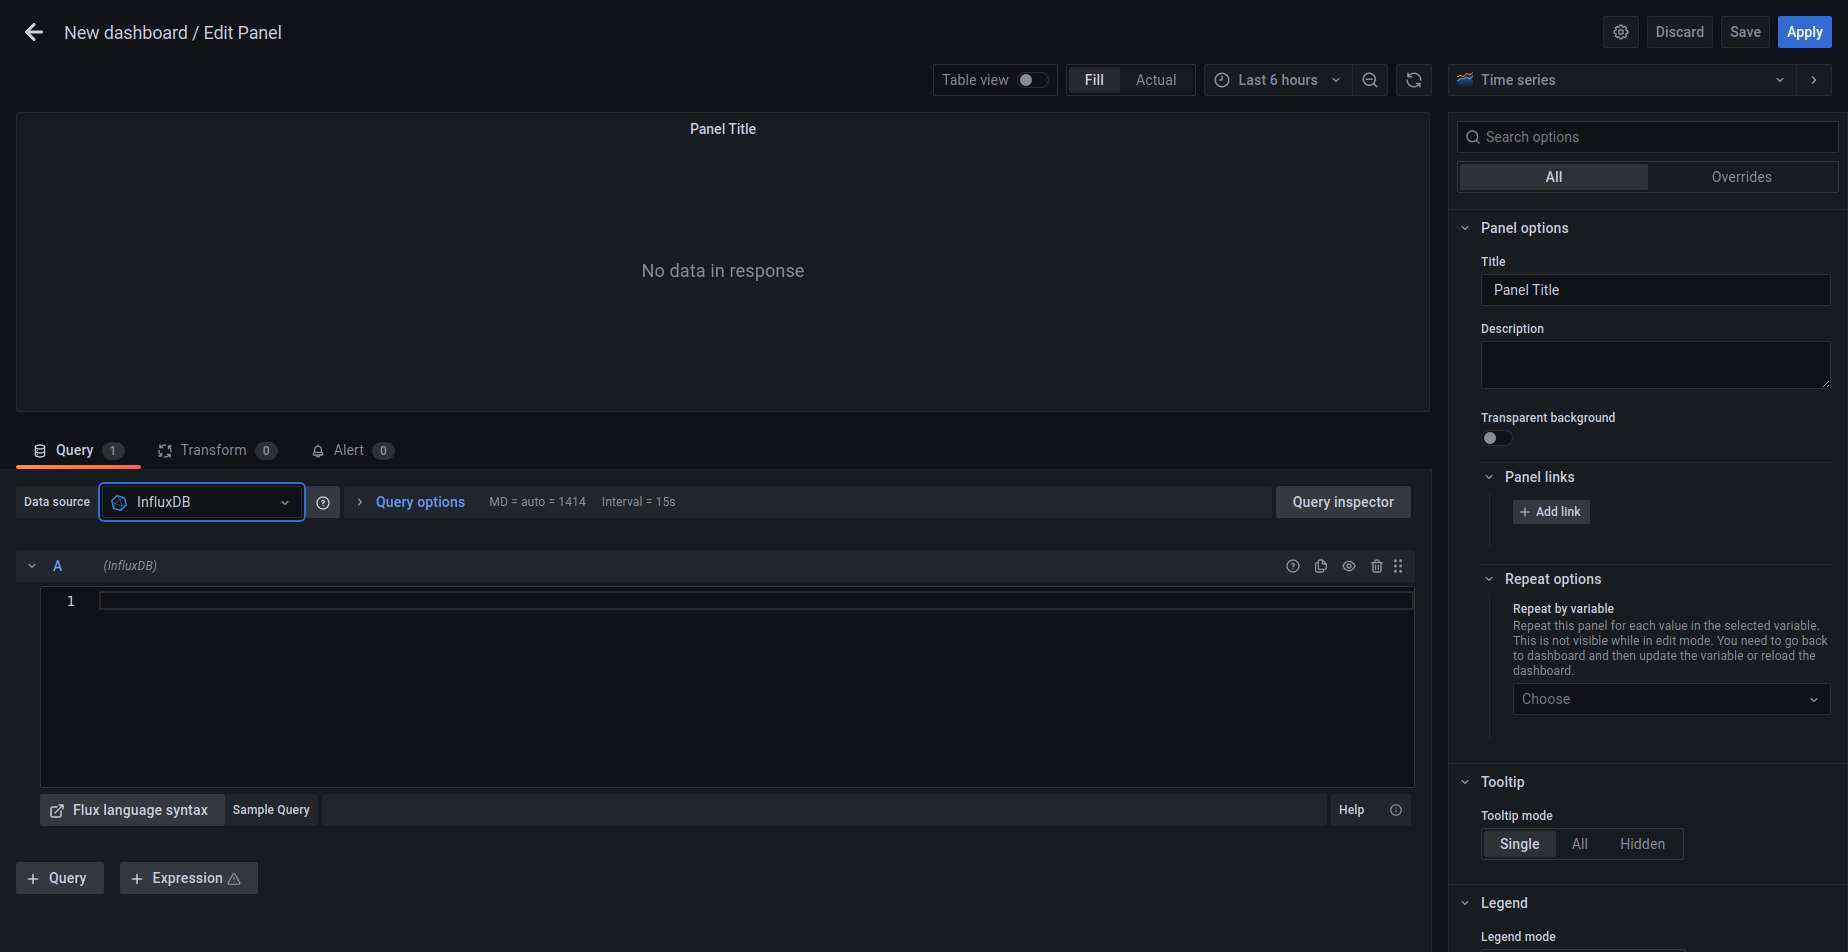 New dashboard / Edit Panel
Discard
Save
Apply
Table view
Fill
Actual
Last 6 hours
Time series
Panel Title
No data in response
Search options
All
Overrides
Panel options
Title
Panel Title
Description
Transparent background
Panel links
+ Add link
Repeat options
Repeat by variable
Repeat this panel for each value in the selected variable.
This is not visible while in edit mode. You need to go back
to dashboard and then update the variable or reload the
dashboard.
Choose
Tooltip
Tooltip mode
Single
All
Hidden
Legend
Legend mode
Query 1
Transform 0
Alert 0
Data source
InfluxDB
Query options
MD = auto = 1414
Interval = 15s
Query inspector
A
(InfluxDB)
1
Flux language syntax
Sample Query
Help
+ Query
+ Expression